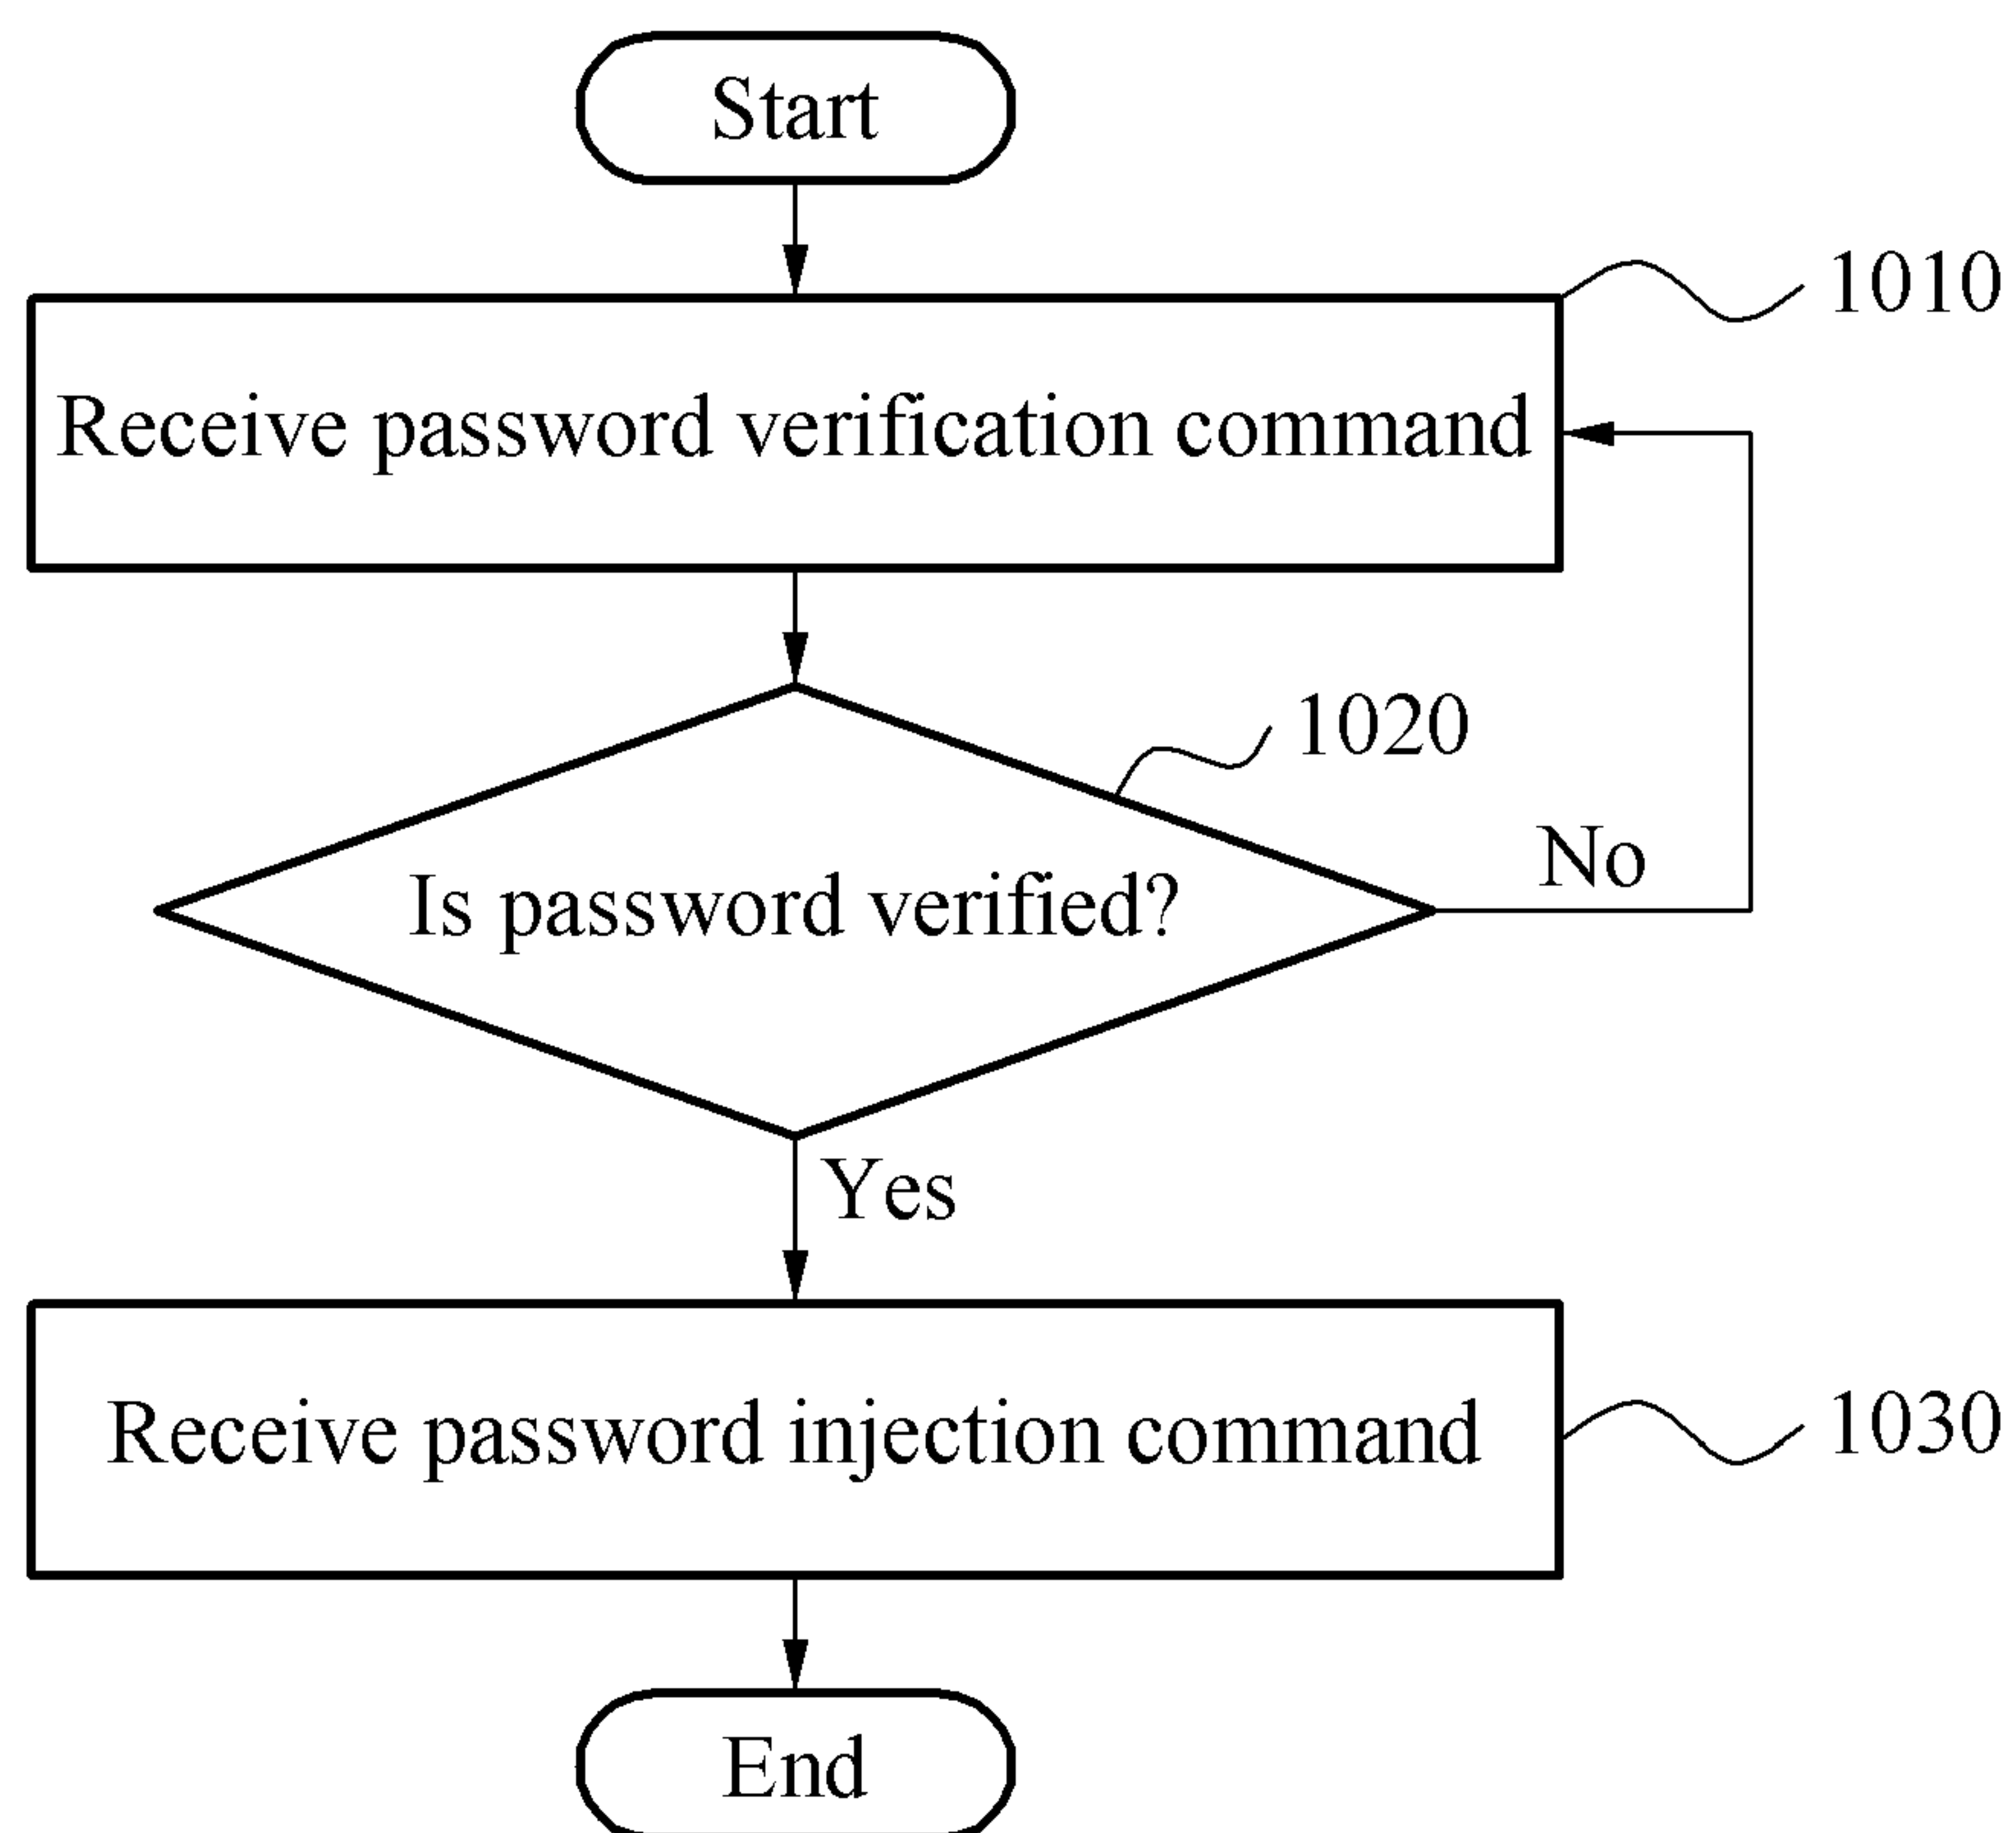 Start
1010
Receive password verification command
1020
Is password verified?
No
Yes
Receive password injection command
1030
End